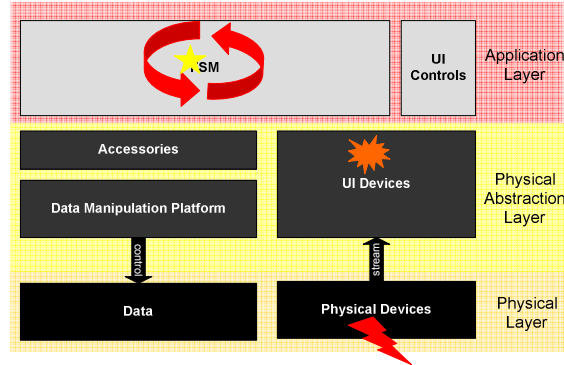 FSM
UI
Controls
Application
Layer
Accessories
Data Manipulation Platform
UI Devices
Physical
Abstraction
Layer
control
stream
Data
Physical Devices
Physical
Layer